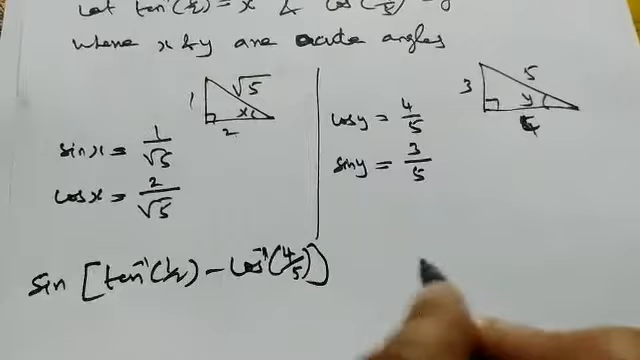 Let tan⁻¹(1/2) = x & cos⁻¹(4/5) = y
where x & y are acute angles
1 √5 x 2
sin x = 1/√5
cos x = 2/√5
3 5 y 4
cos y = 4/5
sin y = 3/5
sin [tan⁻¹(1/2) − cos⁻¹(4/5)]